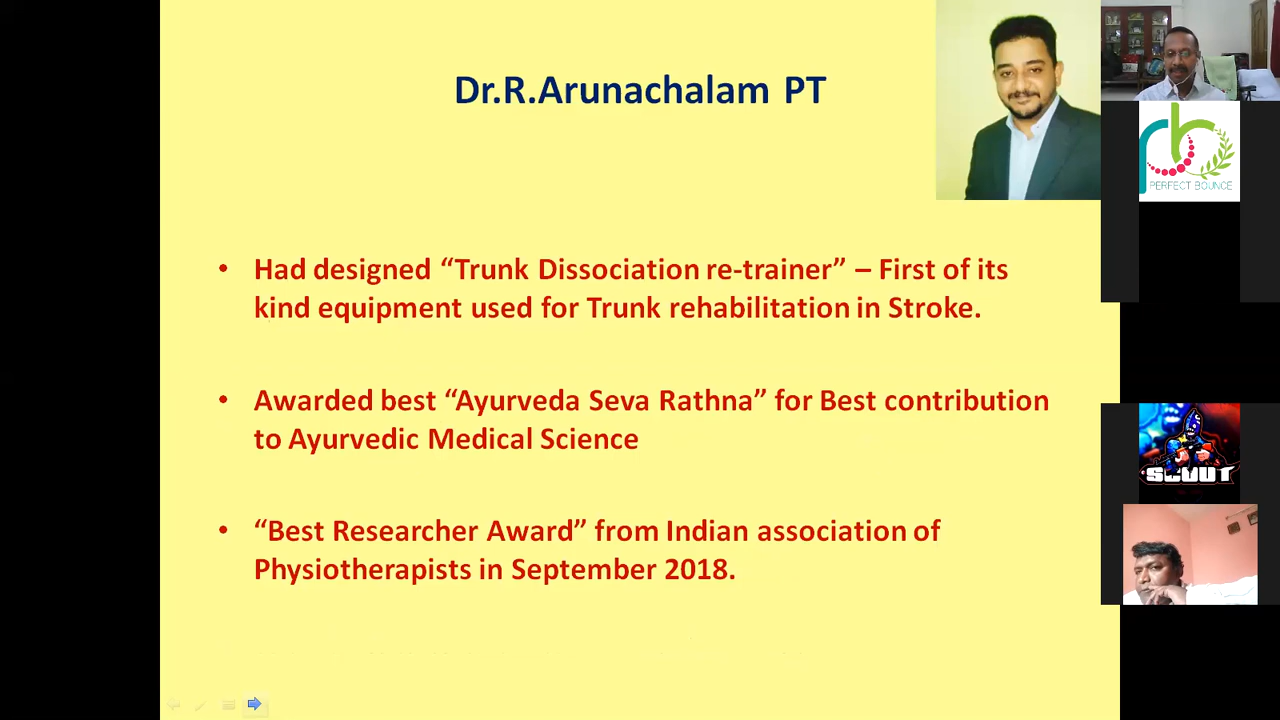 Dr.R.Arunachalam PT
PERFECT BOUNCE
• Had designed “Trunk Dissociation re-trainer” – First of its
kind equipment used for Trunk rehabilitation in Stroke.
• Awarded best “Ayurveda Seva Rathna” for Best contribution
to Ayurvedic Medical Science
SCOUT
• “Best Researcher Award” from Indian association of
Physiotherapists in September 2018.